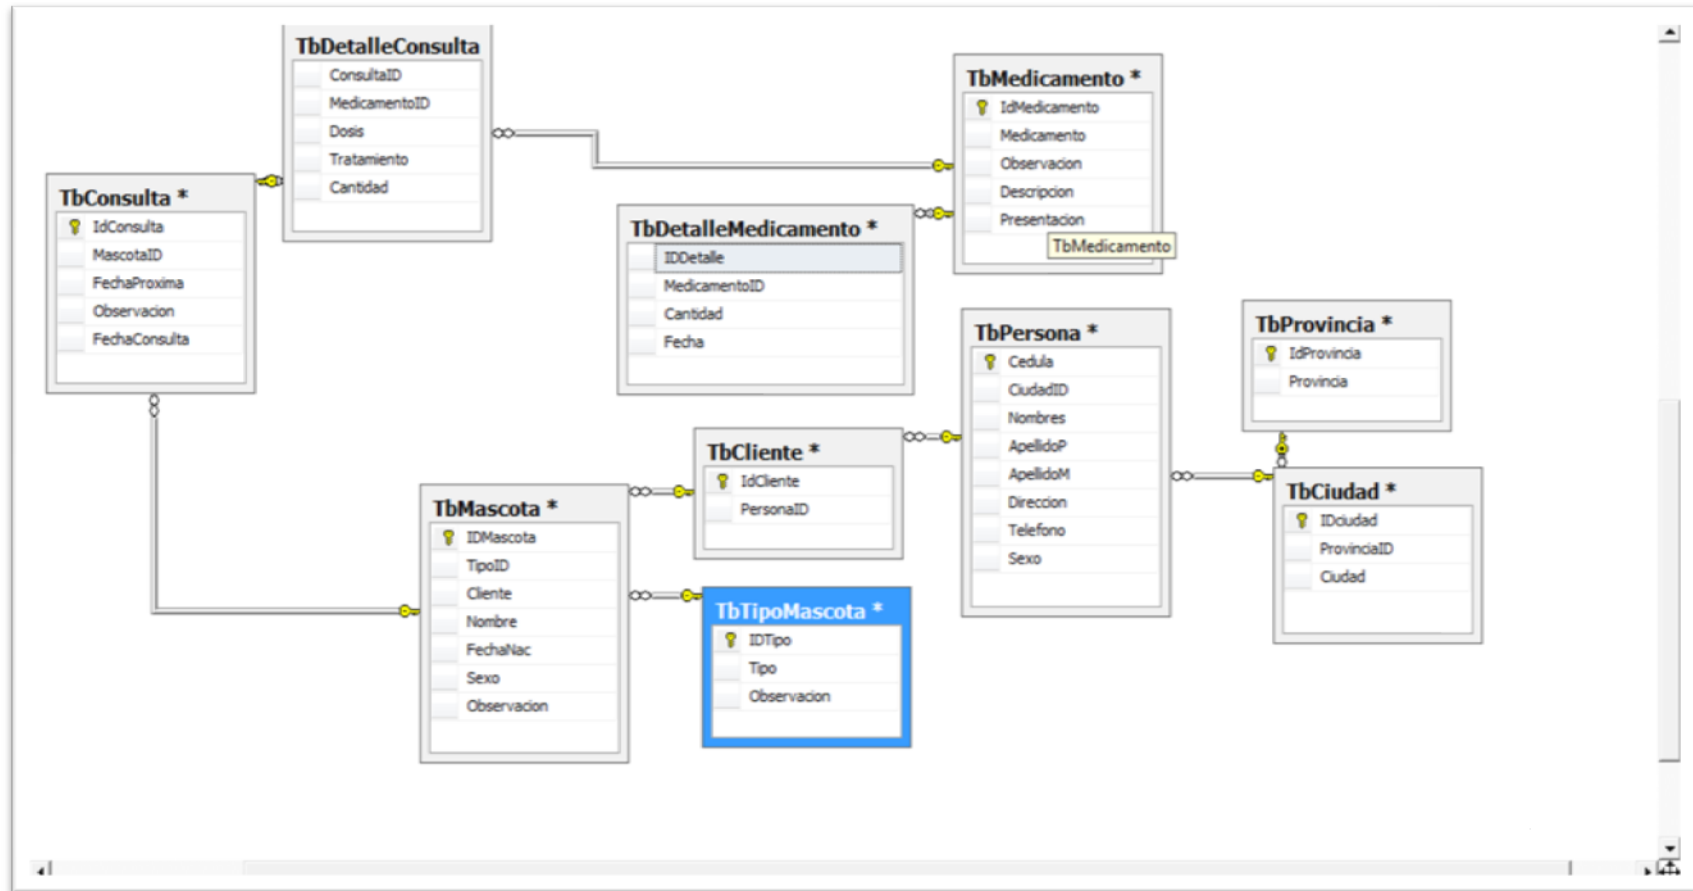 TbDetalleConsulta
ConsultaID
MedicamentoID
Dosis
Tratamiento
Cantidad
TbMedicamento *
IdMedicamento
Medicamento
Observacion
Descripcion
Presentacion
TbMedicamento
TbConsulta *
IdConsulta
MascotaID
FechaProxima
Observacion
FechaConsulta
TbDetalleMedicamento *
IDDetalle
MedicamentoID
Cantidad
Fecha
TbPersona *
Cedula
CiudadID
Nombres
ApellidoP
ApellidoM
Direccion
Telefono
Sexo
TbProvincia *
IdProvincia
Provincia
TbCliente *
IdCliente
PersonaID
TbCiudad *
IDciudad
ProvinciaID
Ciudad
TbMascota *
IDMascota
TipoID
Cliente
Nombre
FechaNac
Sexo
Observacion
TbTipoMascota *
IDTipo
Tipo
Observacion